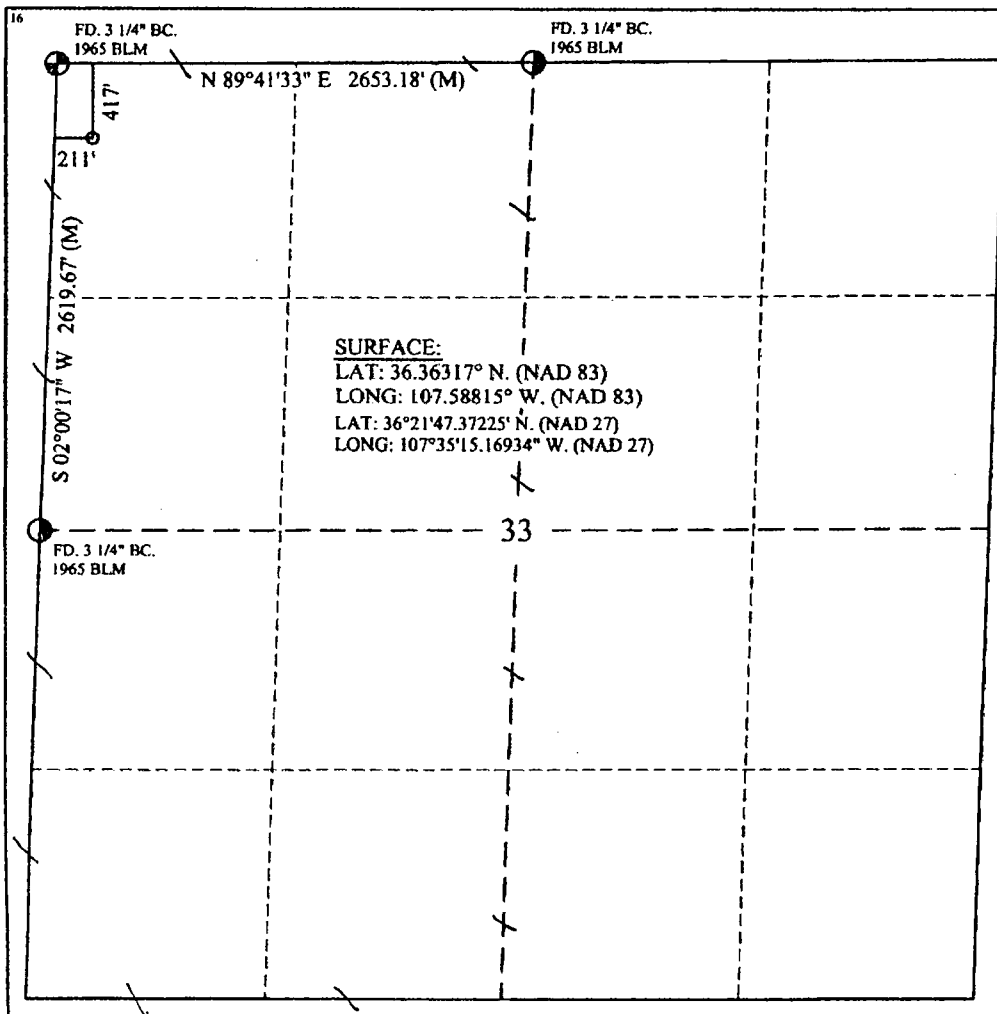 16
FD. 3 1/4" BC.
1965 BLM
FD. 3 1/4" BC.
1965 BLM
N 89°41'33" E 2653.18' (M)
417'
211'
S 02°00'17" W 2619.67' (M)
SURFACE:
LAT: 36.36317° N. (NAD 83)
LONG: 107.58815° W. (NAD 83)
LAT: 36°21'47.37225' N. (NAD 27)
LONG: 107°35'15.16934" W. (NAD 27)
33
FD. 3 1/4" BC.
1965 BLM